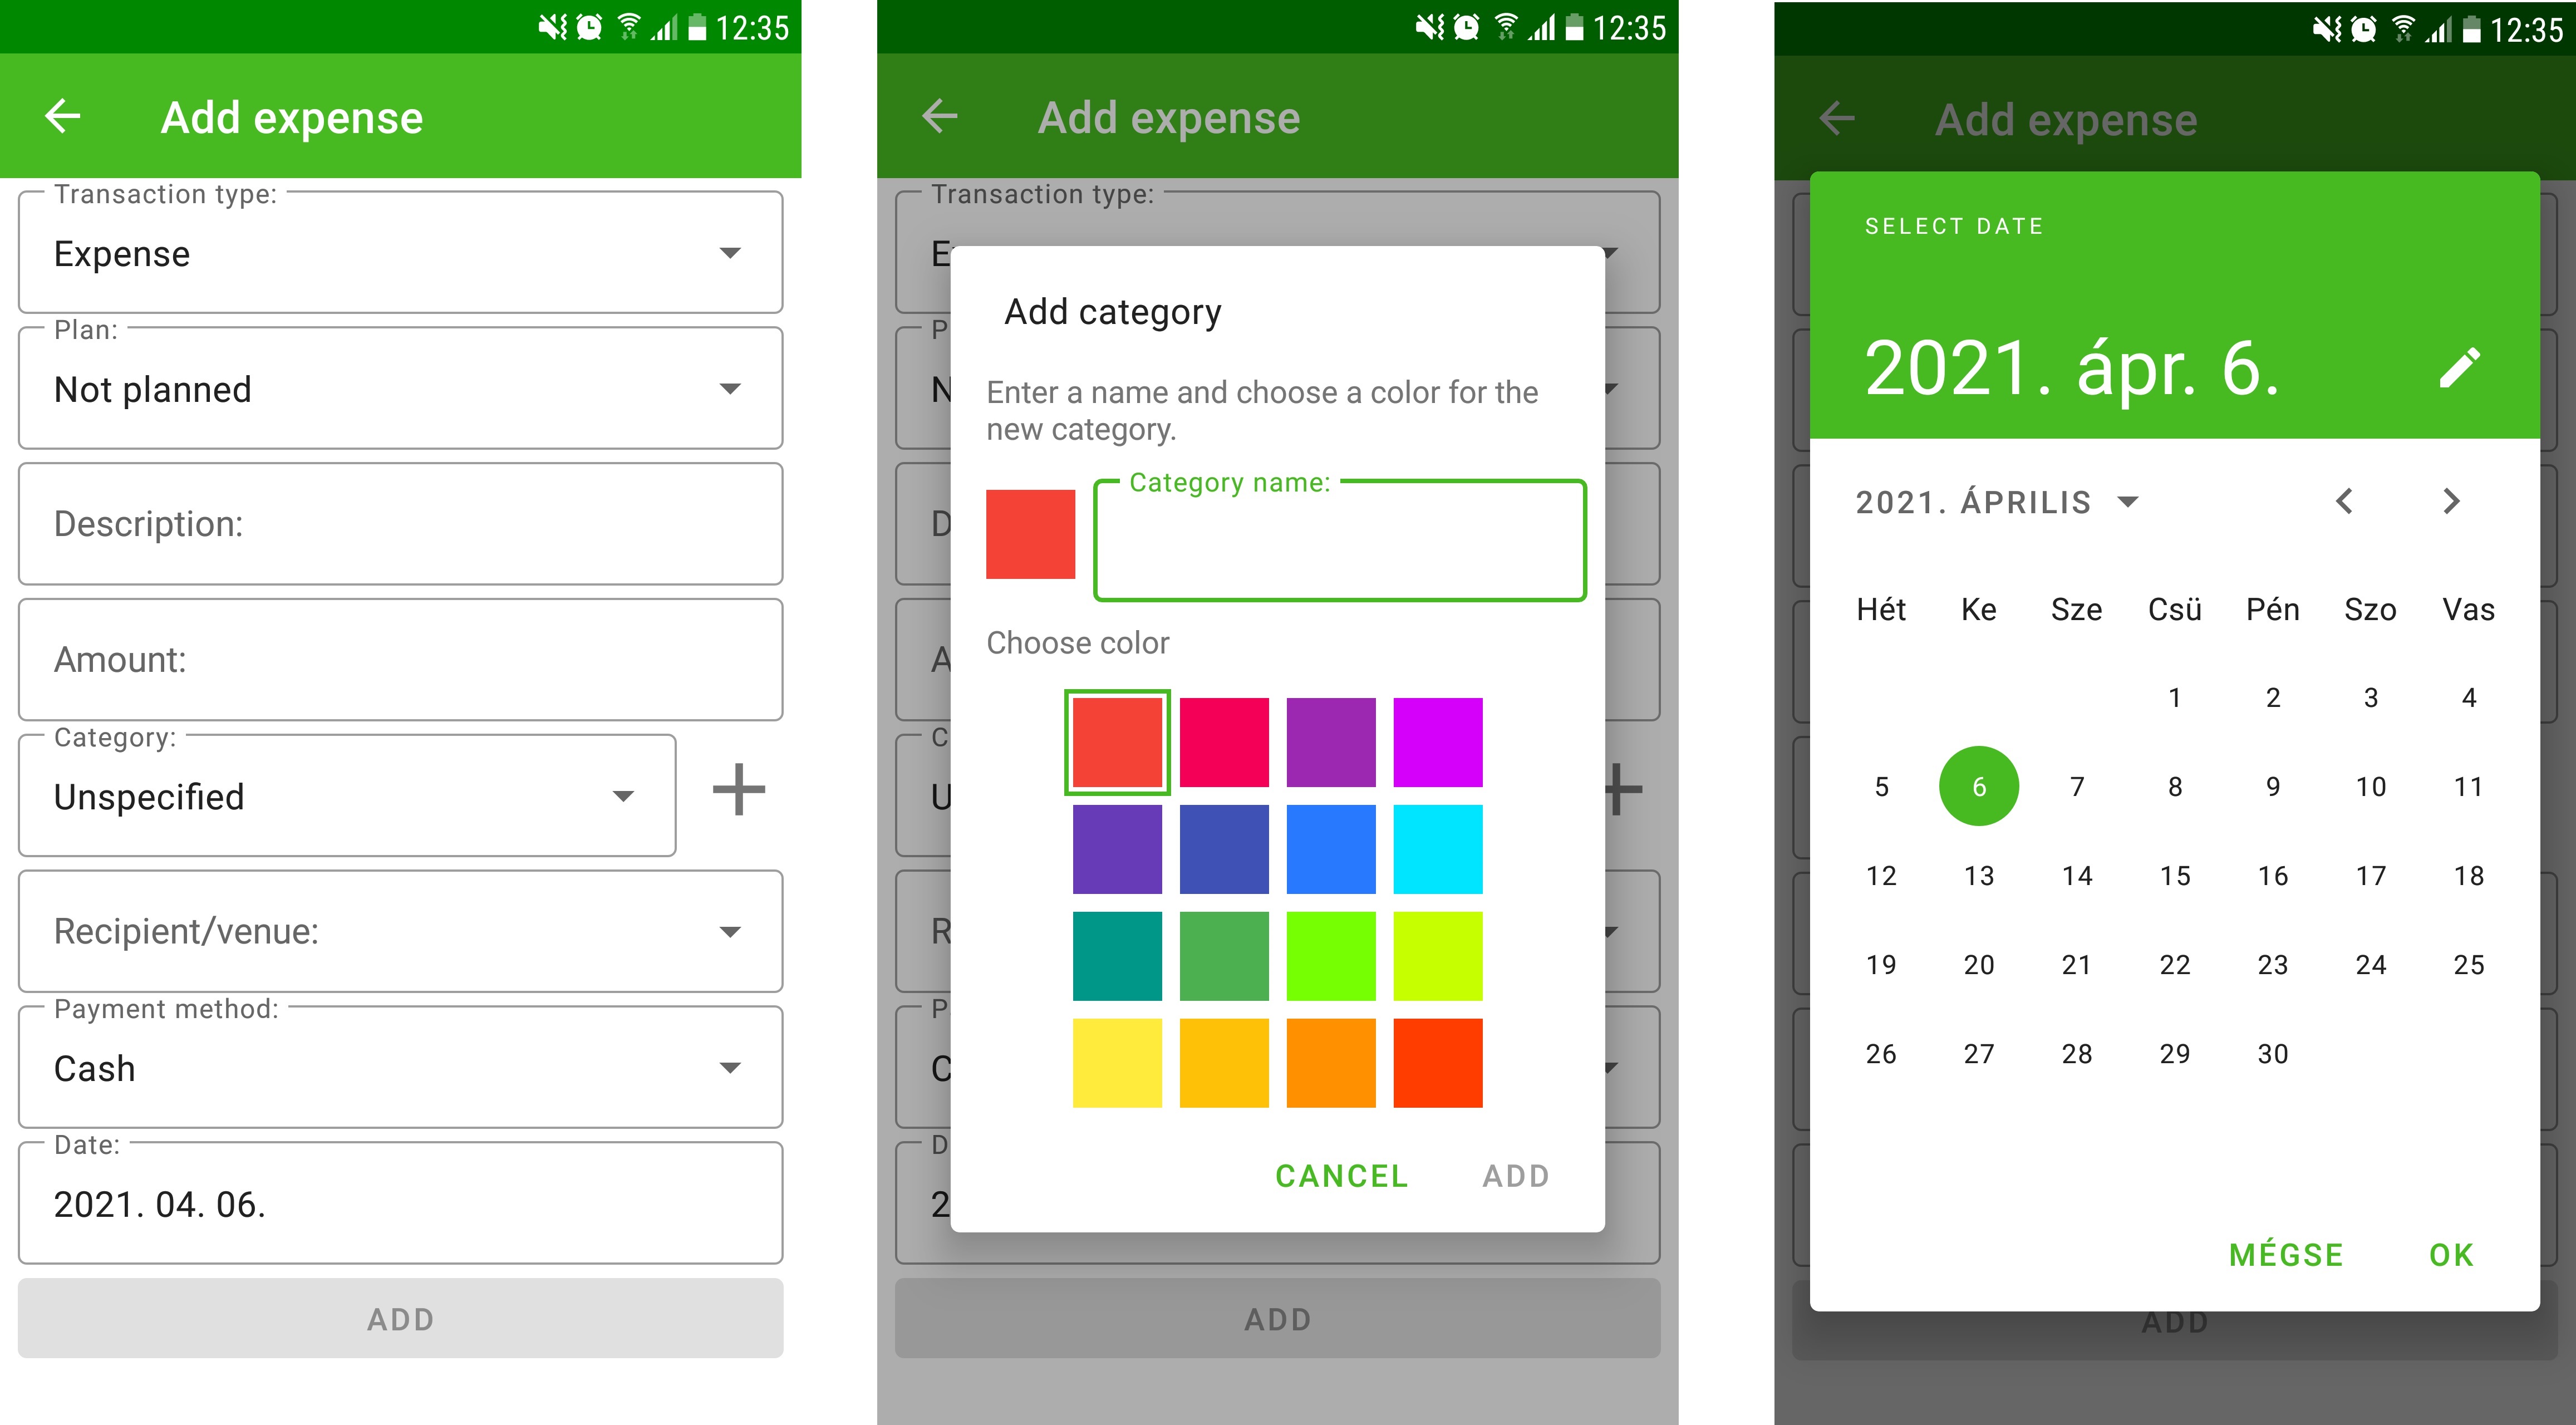 12:35
Add expense
Transaction type:
Expense
Plan:
Not planned
Description:
Amount:
Category:
Unspecified
Recipient/venue:
Payment method:
Cash
Date:
2021. 04. 06.
ADD
12:35
Add expense
Transaction type:
E
P
N
D
A
C
U
R
P
C
D
2
Add category
Enter a name and choose a color for the
new category.
Category name:
Choose color
CANCEL ADD
ADD
12:35
Add expense
SELECT DATE
2021. ápr. 6.
2021. ÁPRILIS
Hét Ke Sze Csü Pén Szo Vas
1 2 3 4
5 6 7 8 9 10 11
12 13 14 15 16 17 18
19 20 21 22 23 24 25
26 27 28 29 30
MÉGSE OK
ADD